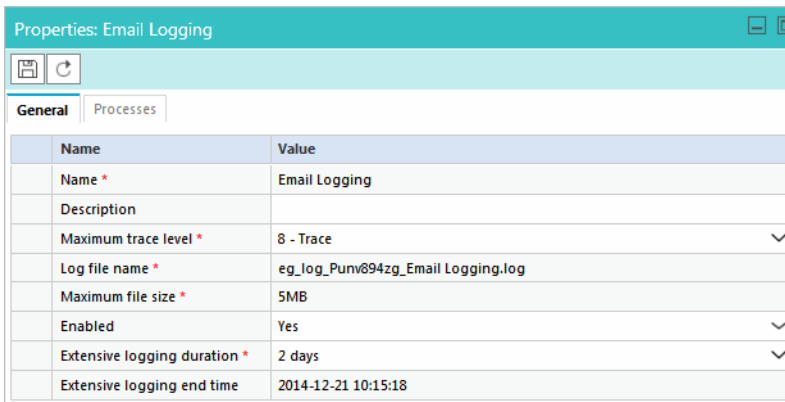 Properties: Email Logging
General Processes
Name Value
Name * Email Logging
Description
Maximum trace level * 8 - Trace
Log file name * eg_log_Punv894zg_Email Logging.log
Maximum file size * 5MB
Enabled Yes
Extensive logging duration * 2 days
Extensive logging end time 2014-12-21 10:15:18